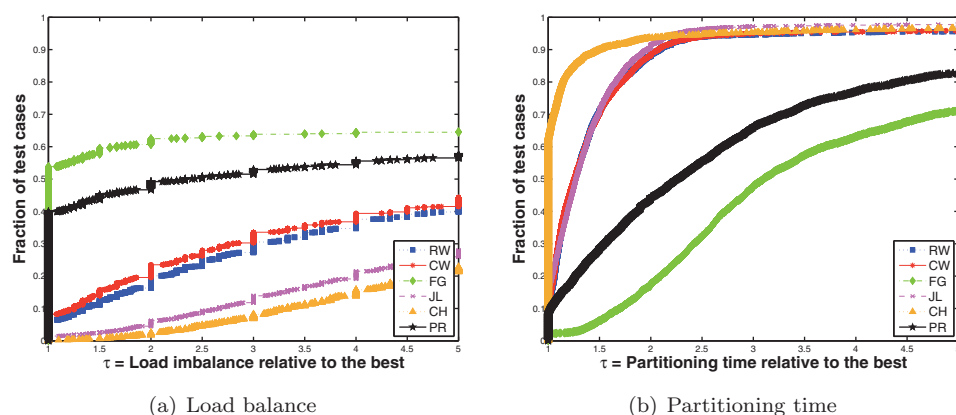 1
0.9
0.8
0.7
0.6
0.5
0.4
0.3
0.2
0.1
0
1
1.5
2
2.5
3
3.5
4
4.5
5
Fraction of test cases
τ = Load imbalance relative to the best
RW
CW
FG
JL
CH
PR
(a) Load balance
1
0.9
0.8
0.7
0.6
0.5
0.4
0.3
0.2
0.1
0
1
1.5
2
2.5
3
3.5
4
4.5
Fraction of test cases
τ = Partitioning time relative to the best
RW
CW
FG
JL
CH
PR
(b) Partitioning time